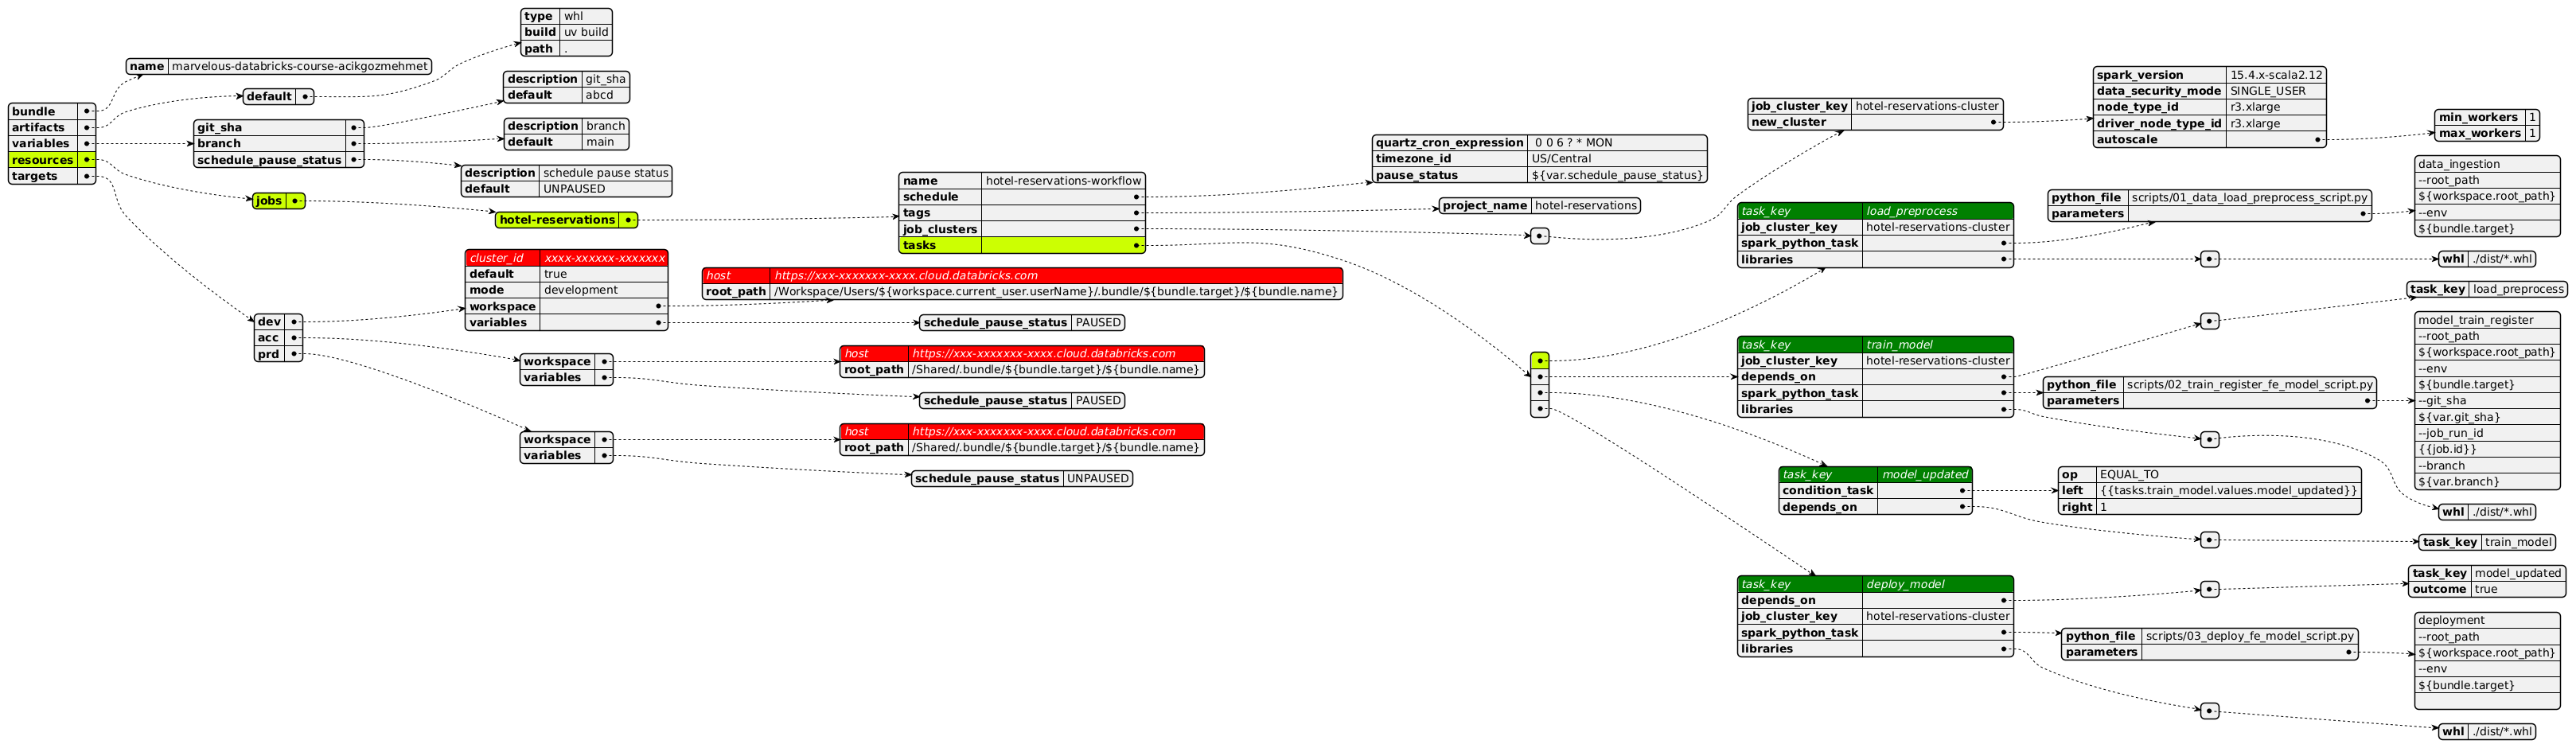 bundle
artifacts
variables
resources
targets
name marvelous-databricks-course-acikgozmehmet
default
type whl
build uv build
path .
git_sha
branch
schedule_pause_status
description git_sha
default abcd
description branch
default main
description schedule pause status
default UNPAUSED
jobs
hotel-reservations
name hotel-reservations-workflow
schedule
tags
job_clusters
tasks
quartz_cron_expression 0 0 6 ? * MON
timezone_id US/Central
pause_status ${var.schedule_pause_status}
project_name hotel-reservations
job_cluster_key hotel-reservations-cluster
new_cluster
spark_version 15.4.x-scala2.12
data_security_mode SINGLE_USER
node_type_id r3.xlarge
driver_node_type_id r3.xlarge
autoscale
min_workers 1
max_workers 1
task_key load_preprocess
job_cluster_key hotel-reservations-cluster
spark_python_task
libraries
python_file scripts/01_data_load_preprocess_script.py
parameters
data_ingestion
--root_path
${workspace.root_path}
--env
${bundle.target}
whl ./dist/*.whl
task_key train_model
job_cluster_key hotel-reservations-cluster
depends_on
spark_python_task
libraries
task_key load_preprocess
python_file scripts/02_train_register_fe_model_script.py
parameters
model_train_register
--root_path
${workspace.root_path}
--env
${bundle.target}
--git_sha
${var.git_sha}
--job_run_id
{{job.id}}
--branch
${var.branch}
whl ./dist/*.whl
task_key model_updated
condition_task
depends_on
op EQUAL_TO
left {{tasks.train_model.values.model_updated}}
right 1
task_key train_model
task_key deploy_model
depends_on
job_cluster_key hotel-reservations-cluster
spark_python_task
libraries
task_key model_updated
outcome true
python_file scripts/03_deploy_fe_model_script.py
parameters
deployment
--root_path
${workspace.root_path}
--env
${bundle.target}
whl ./dist/*.whl
dev
acc
prd
cluster_id xxxx-xxxxxx-xxxxxxx
default true
mode development
workspace
variables
host https://xxx-xxxxxxx-xxxx.cloud.databricks.com
root_path /Workspace/Users/${workspace.current_user.userName}/.bundle/${bundle.target}/${bundle.name}
schedule_pause_status PAUSED
workspace
variables
host https://xxx-xxxxxxx-xxxx.cloud.databricks.com
root_path /Shared/.bundle/${bundle.target}/${bundle.name}
schedule_pause_status PAUSED
workspace
variables
host https://xxx-xxxxxxx-xxxx.cloud.databricks.com
root_path /Shared/.bundle/${bundle.target}/${bundle.name}
schedule_pause_status UNPAUSED